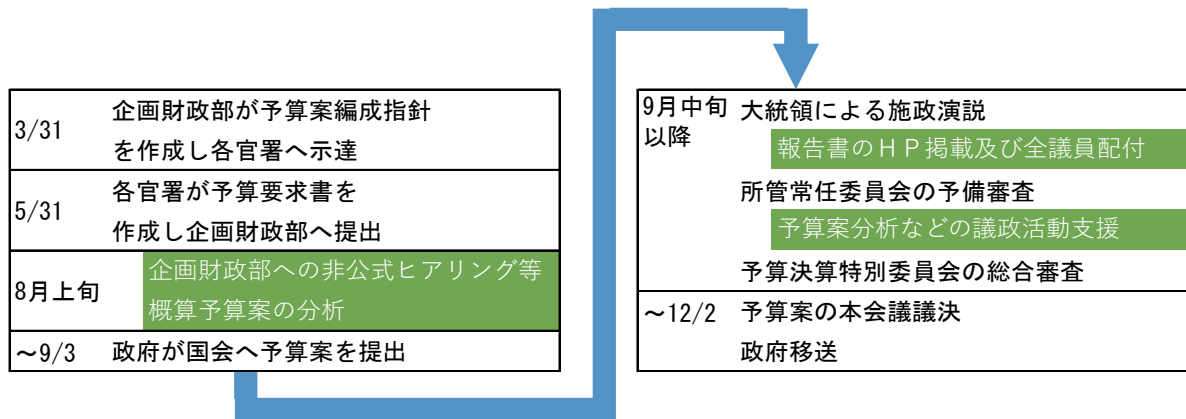 3/31
企画財政部が予算案編成指針
を作成し各官署へ示達
5/31
各官署が予算要求書を
作成し企画財政部へ提出
8月上旬
企画財政部への非公式ヒアリング等
概算予算案の分析
～9/3
政府が国会へ予算案を提出
9月中旬
以降
大統領による施政演説
報告書のＨＰ掲載及び全議員配付
所管常任委員会の予備審査
予算案分析などの議政活動支援
予算決算特別委員会の総合審査
～12/2
予算案の本会議議決
政府移送